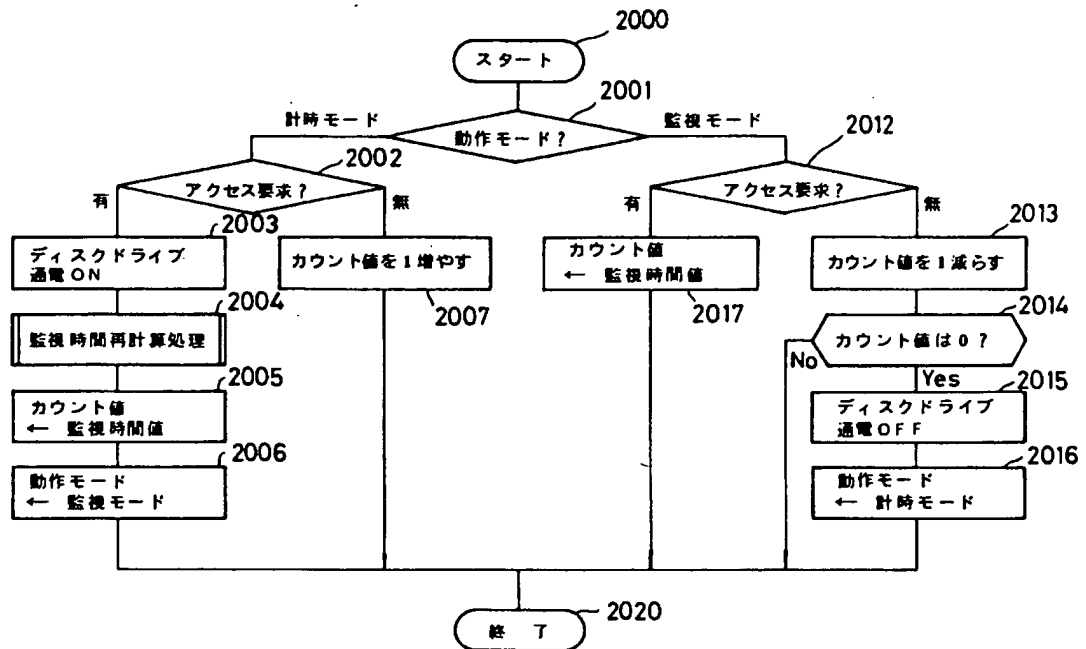 2000
スタート
2001
計時モード
動作モード?
監視モード
2002
アクセス要求?
有
無
2012
アクセス要求?
有
無
2003
ディスクドライブ
通電ON
カウント値を1増やす
2007
カウント値
← 監視時間値
2017
2013
カウント値を1減らす
2004
監視時間再計算処理
2014
カウント値は0?
No
Yes
2005
カウント値
← 監視時間値
2015
ディスクドライブ
通電OFF
2006
動作モード
← 監視モード
2016
動作モード
← 計時モード
2020
終了